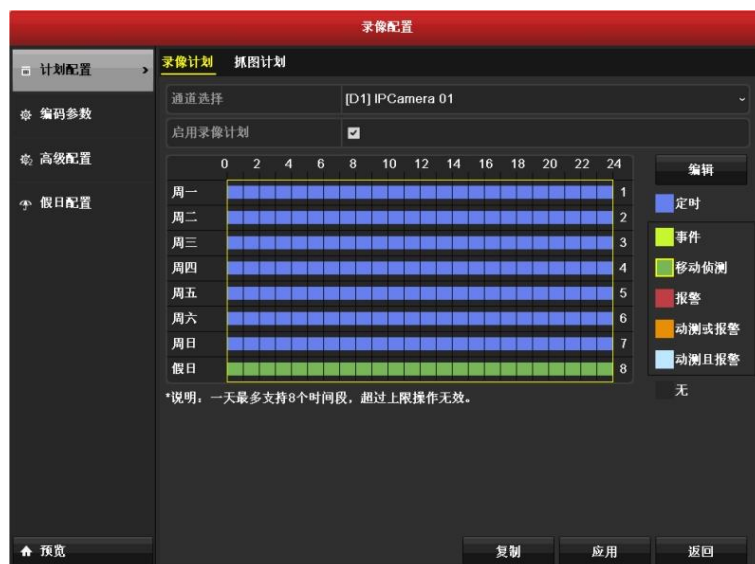 录像配置
计划配置
编码参数
高级配置
假日配置
预览
录像计划 抓图计划
通道选择 [D1] IPCamera 01
启用录像计划
0 2 4 6 8 10 12 14 16 18 20 22 24
周一 1
周二 2
周三 3
周四 4
周五 5
周六 6
周日 7
假日 8
编辑
定时
事件
移动侦测
报警
动测或报警
动测且报警
无
*说明：一天最多支持8个时间段，超过上限操作无效。
复制 应用 返回